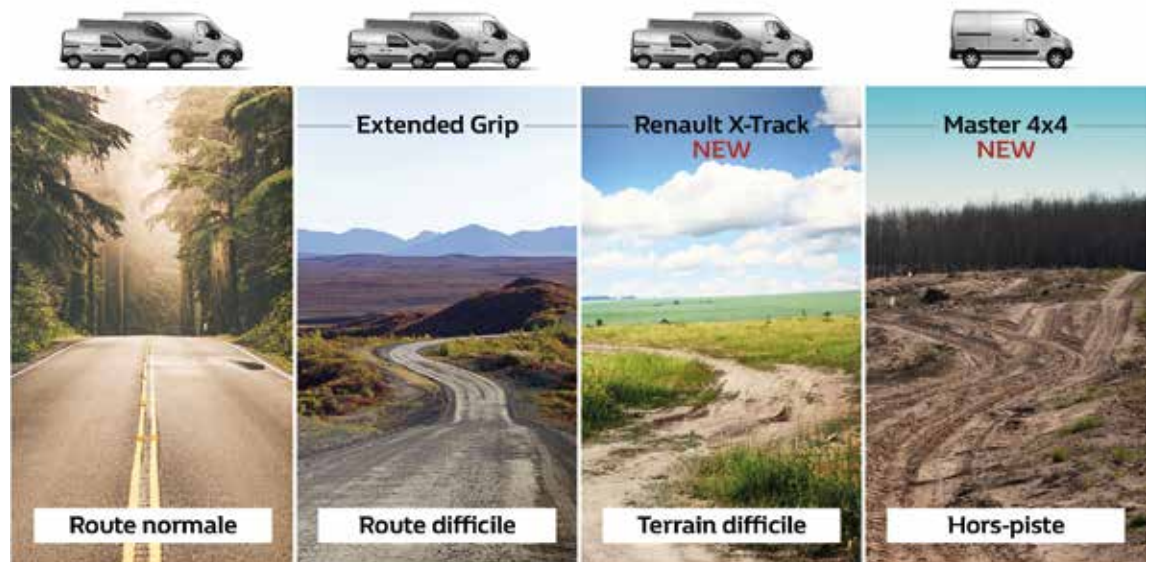 Extended Grip
Renault X-Track
NEW
Master 4x4
NEW
Route normale
Route difficile
Terrain difficile
Hors-piste